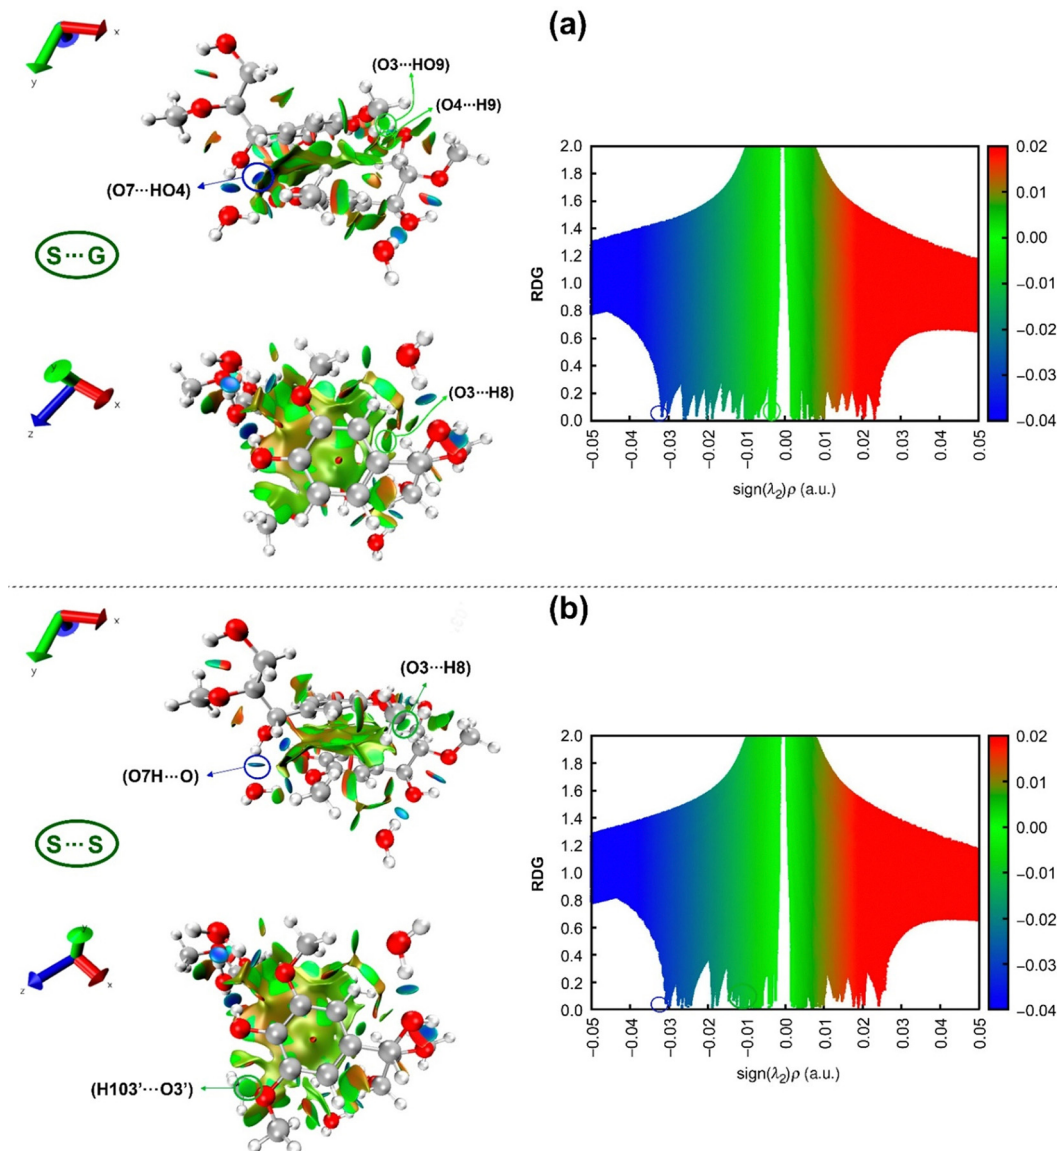 (a)
x
y
(O3···HO9)
(O4···H9)
(O7···HO4)
S···G
y
x
z
(O3···H8)
2.0
1.8
1.6
1.4
1.2
1.0
0.8
0.6
0.4
0.2
0.0
RDG
−0.05
−0.04
−0.03
−0.02
−0.01
0.00
0.01
0.02
0.03
0.04
0.05
sign(λ2)ρ (a.u.)
0.02
0.01
0.00
−0.01
−0.02
−0.03
−0.04
(b)
x
y
(O3···H8)
(O7H···O)
S···S
y
x
z
(H103’···O3’)
2.0
1.8
1.6
1.4
1.2
1.0
0.8
0.6
0.4
0.2
0.0
RDG
−0.05
−0.04
−0.03
−0.02
−0.01
0.00
0.01
0.02
0.03
0.04
0.05
sign(λ2)ρ (a.u.)
0.02
0.01
0.00
−0.01
−0.02
−0.03
−0.04